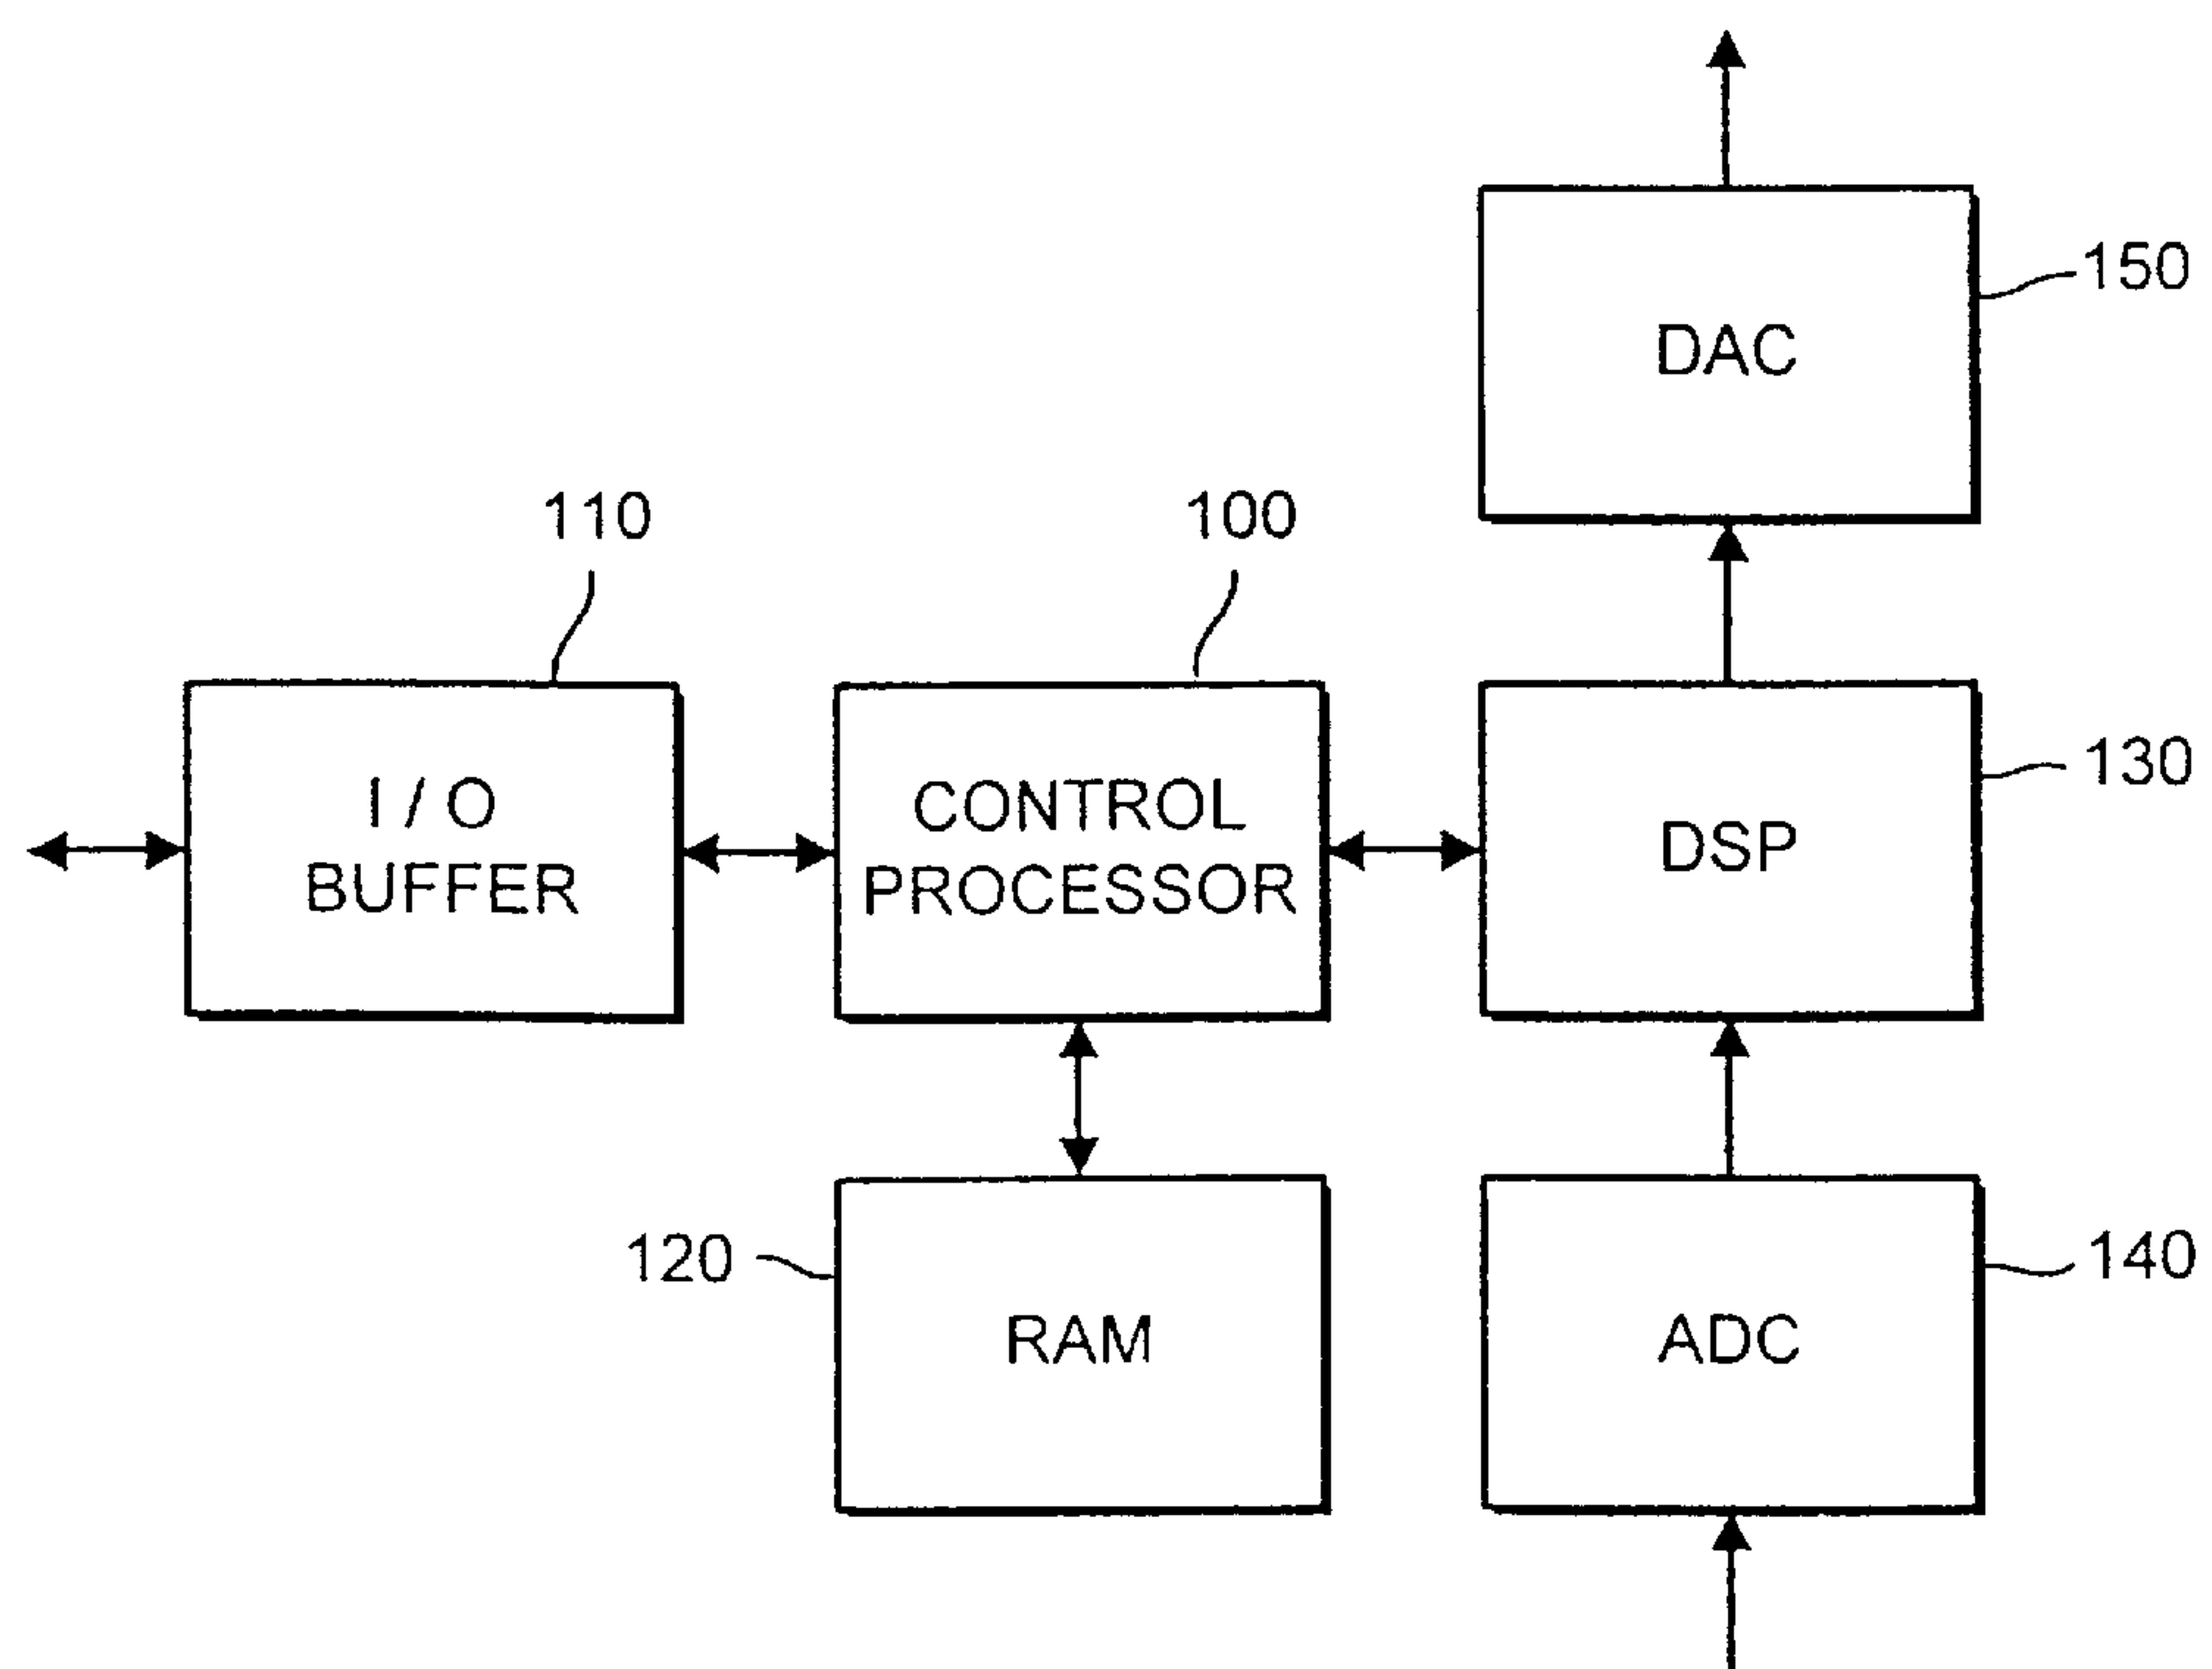 150
DAC
110
100
I / O
BUFFER
CONTROL
PROCESSOR
130
DSP
120
RAM
140
ADC